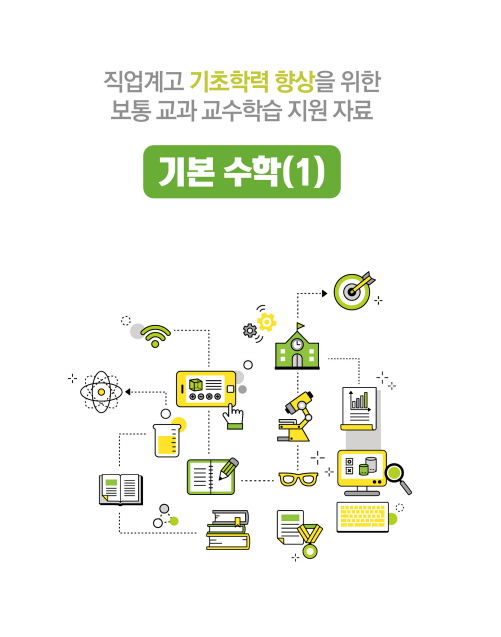 직업계고 기초학력 향상을 위한
보통 교과 교수학습 지원 자료
기본 수학(1)